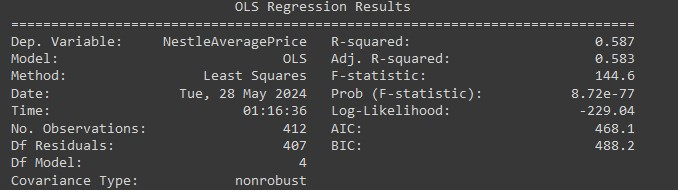 OLS Regression Results
==============================================================================
Dep. Variable:     NestleAveragePrice   R-squared:                       0.587
Model:                            OLS   Adj. R-squared:                  0.583
Method:                 Least Squares   F-statistic:                     144.6
Date:                Tue, 28 May 2024   Prob (F-statistic):           8.72e-77
Time:                        01:16:36   Log-Likelihood:                -229.04
No. Observations:                 412   AIC:                             468.1
Df Residuals:                     407   BIC:                             488.2
Df Model:                           4
Covariance Type:            nonrobust